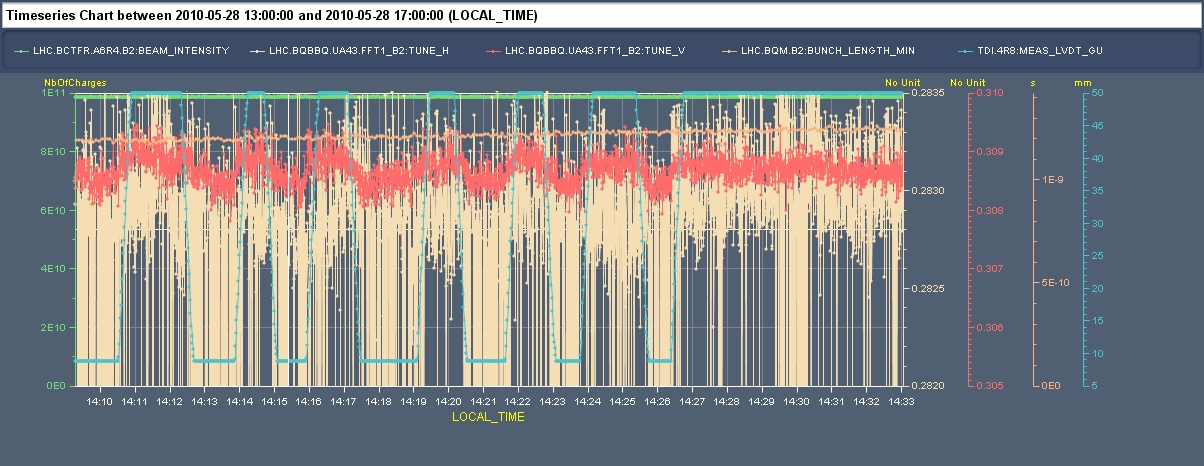 Timeseries Chart between 2010-05-28 13:00:00 and 2010-05-28 17:00:00 (LOCAL_TIME)
LHC.BCTFR.A6R4.B2:BEAM_INTENSITY LHC.BQBBQ.UA43.FFT1_B2:TUNE_H LHC.BQBBQ.UA43.FFT1_B2:TUNE_V LHC.BQM.B2:BUNCH_LENGTH_MIN TDI.4R8:MEAS_LVDT_GU
NbOfCharges No Unit No Unit s mm
1E11 0.2835 0.310 50
45
8E10 0.309 40
1E-9
0.2830 35
6E10 0.308 30
25
4E10 0.307
5E-10
0.2825 20
2E10 0.306 15
10
0E0 0.2820 0.305 0E0 5
14:10 14:11 14:12 14:13 14:14 14:15 14:16 14:17 14:18 14:19 14:20 14:21 14:22 14:23 14:24 14:25 14:26 14:27 14:28 14:29 14:30 14:31 14:32 14:33
LOCAL_TIME